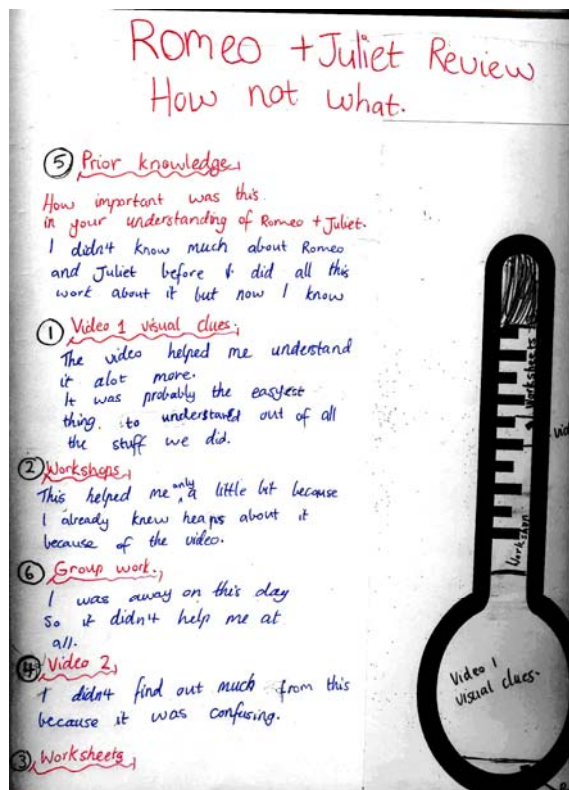 Romeo + Juliet Review
How not what.
⑤ Prior knowledge
How important was this
in your understanding of Romeo + Juliet.
I didn't know much about Romeo
and Juliet before I did all this
work about it but now I know
① Video 1 visual clues.
The video helped me understand
it alot more.
It was probably the easyest
thing to understand out of all
the stuff we did.
② Workshops
This helped me only a little bit because
I already knew heaps about it
because of the video.
⑥ Group work.
I was away on this day
So it didn't help me at
all.
④ Video 2
I didn't find out much from this
because it was confusing.
③ Worksheets
Worksheets
Workshop
Video 1
visual clues.